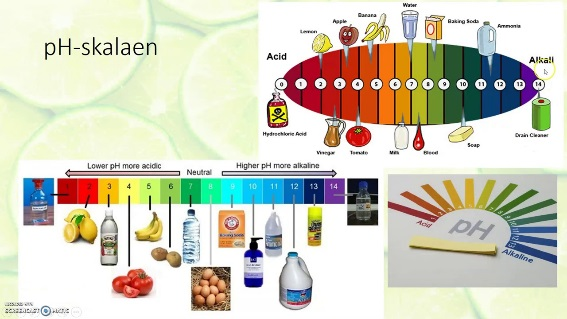 pH-skalaen
Water
Banana
Apple
Baking Soda
Ammonia
Lemon
Acid
Alkali
0 1 2 3 4 5 6 7 8 9 10 11 12 13 14
Hydrochloric Acid
Vinegar
Tomato
Milk
Blood
Soap
Drain Cleaner
Lower pH more acidic
Neutral
Higher pH more alkaline
1 2 3 4 5 6 7 8 9 10 11 12 13 14
pH
Acid
Alkaline
SCREENCAST-O-MATIC